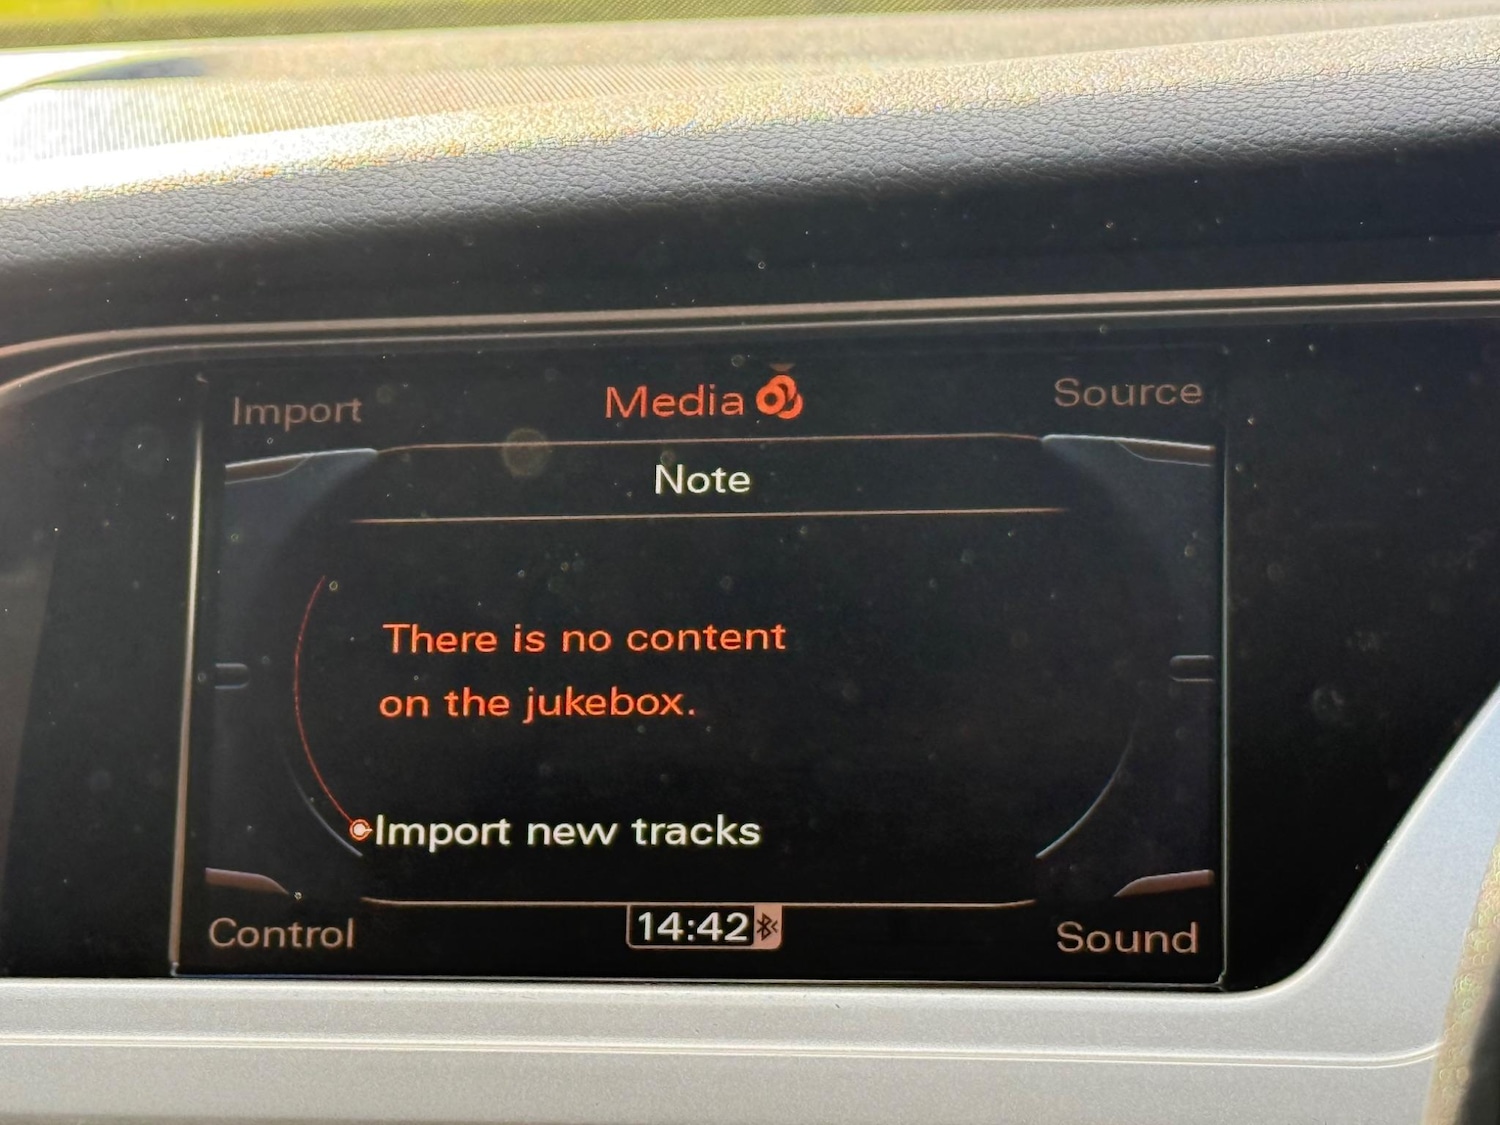 Import
Media
Source
Note
There is no content
on the jukebox.
Import new tracks
Control
14:42
Sound